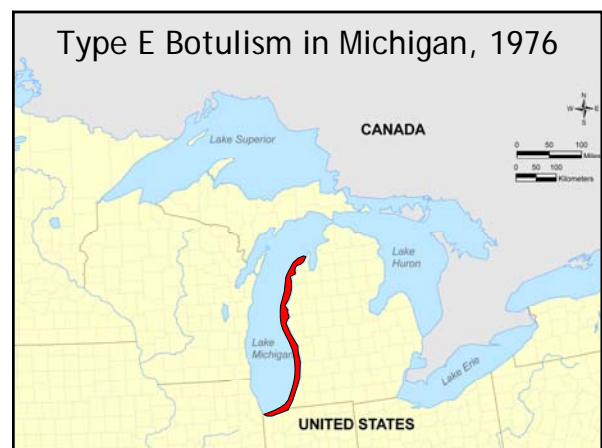 Type E Botulism in Michigan, 1976
N
W E
S
CANADA
Lake Superior
0 50 100
Miles
0 50 100
Kilometers
Lake
Huron
Lake
Michigan
Lake Erie
UNITED STATES